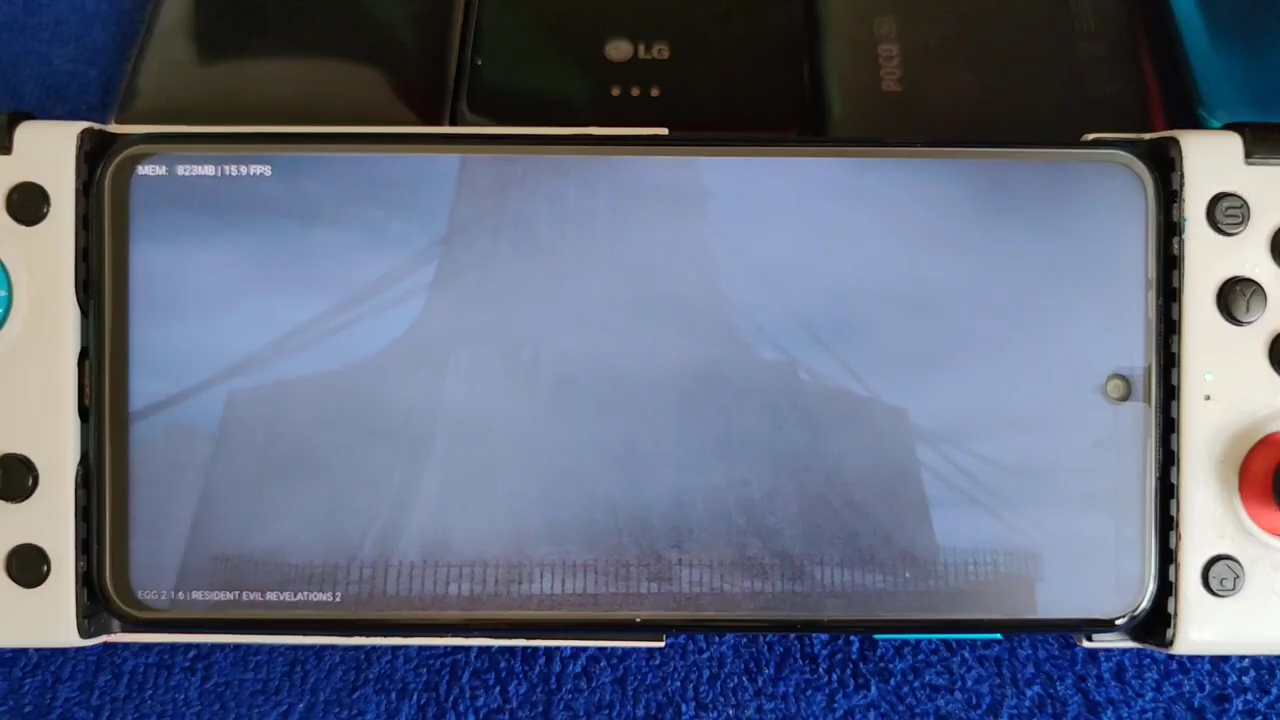 LG
POCO
MEM: 823MB | 15.9 FPS
S
Y
EGG 2.1.6 | RESIDENT EVIL REVELATIONS 2